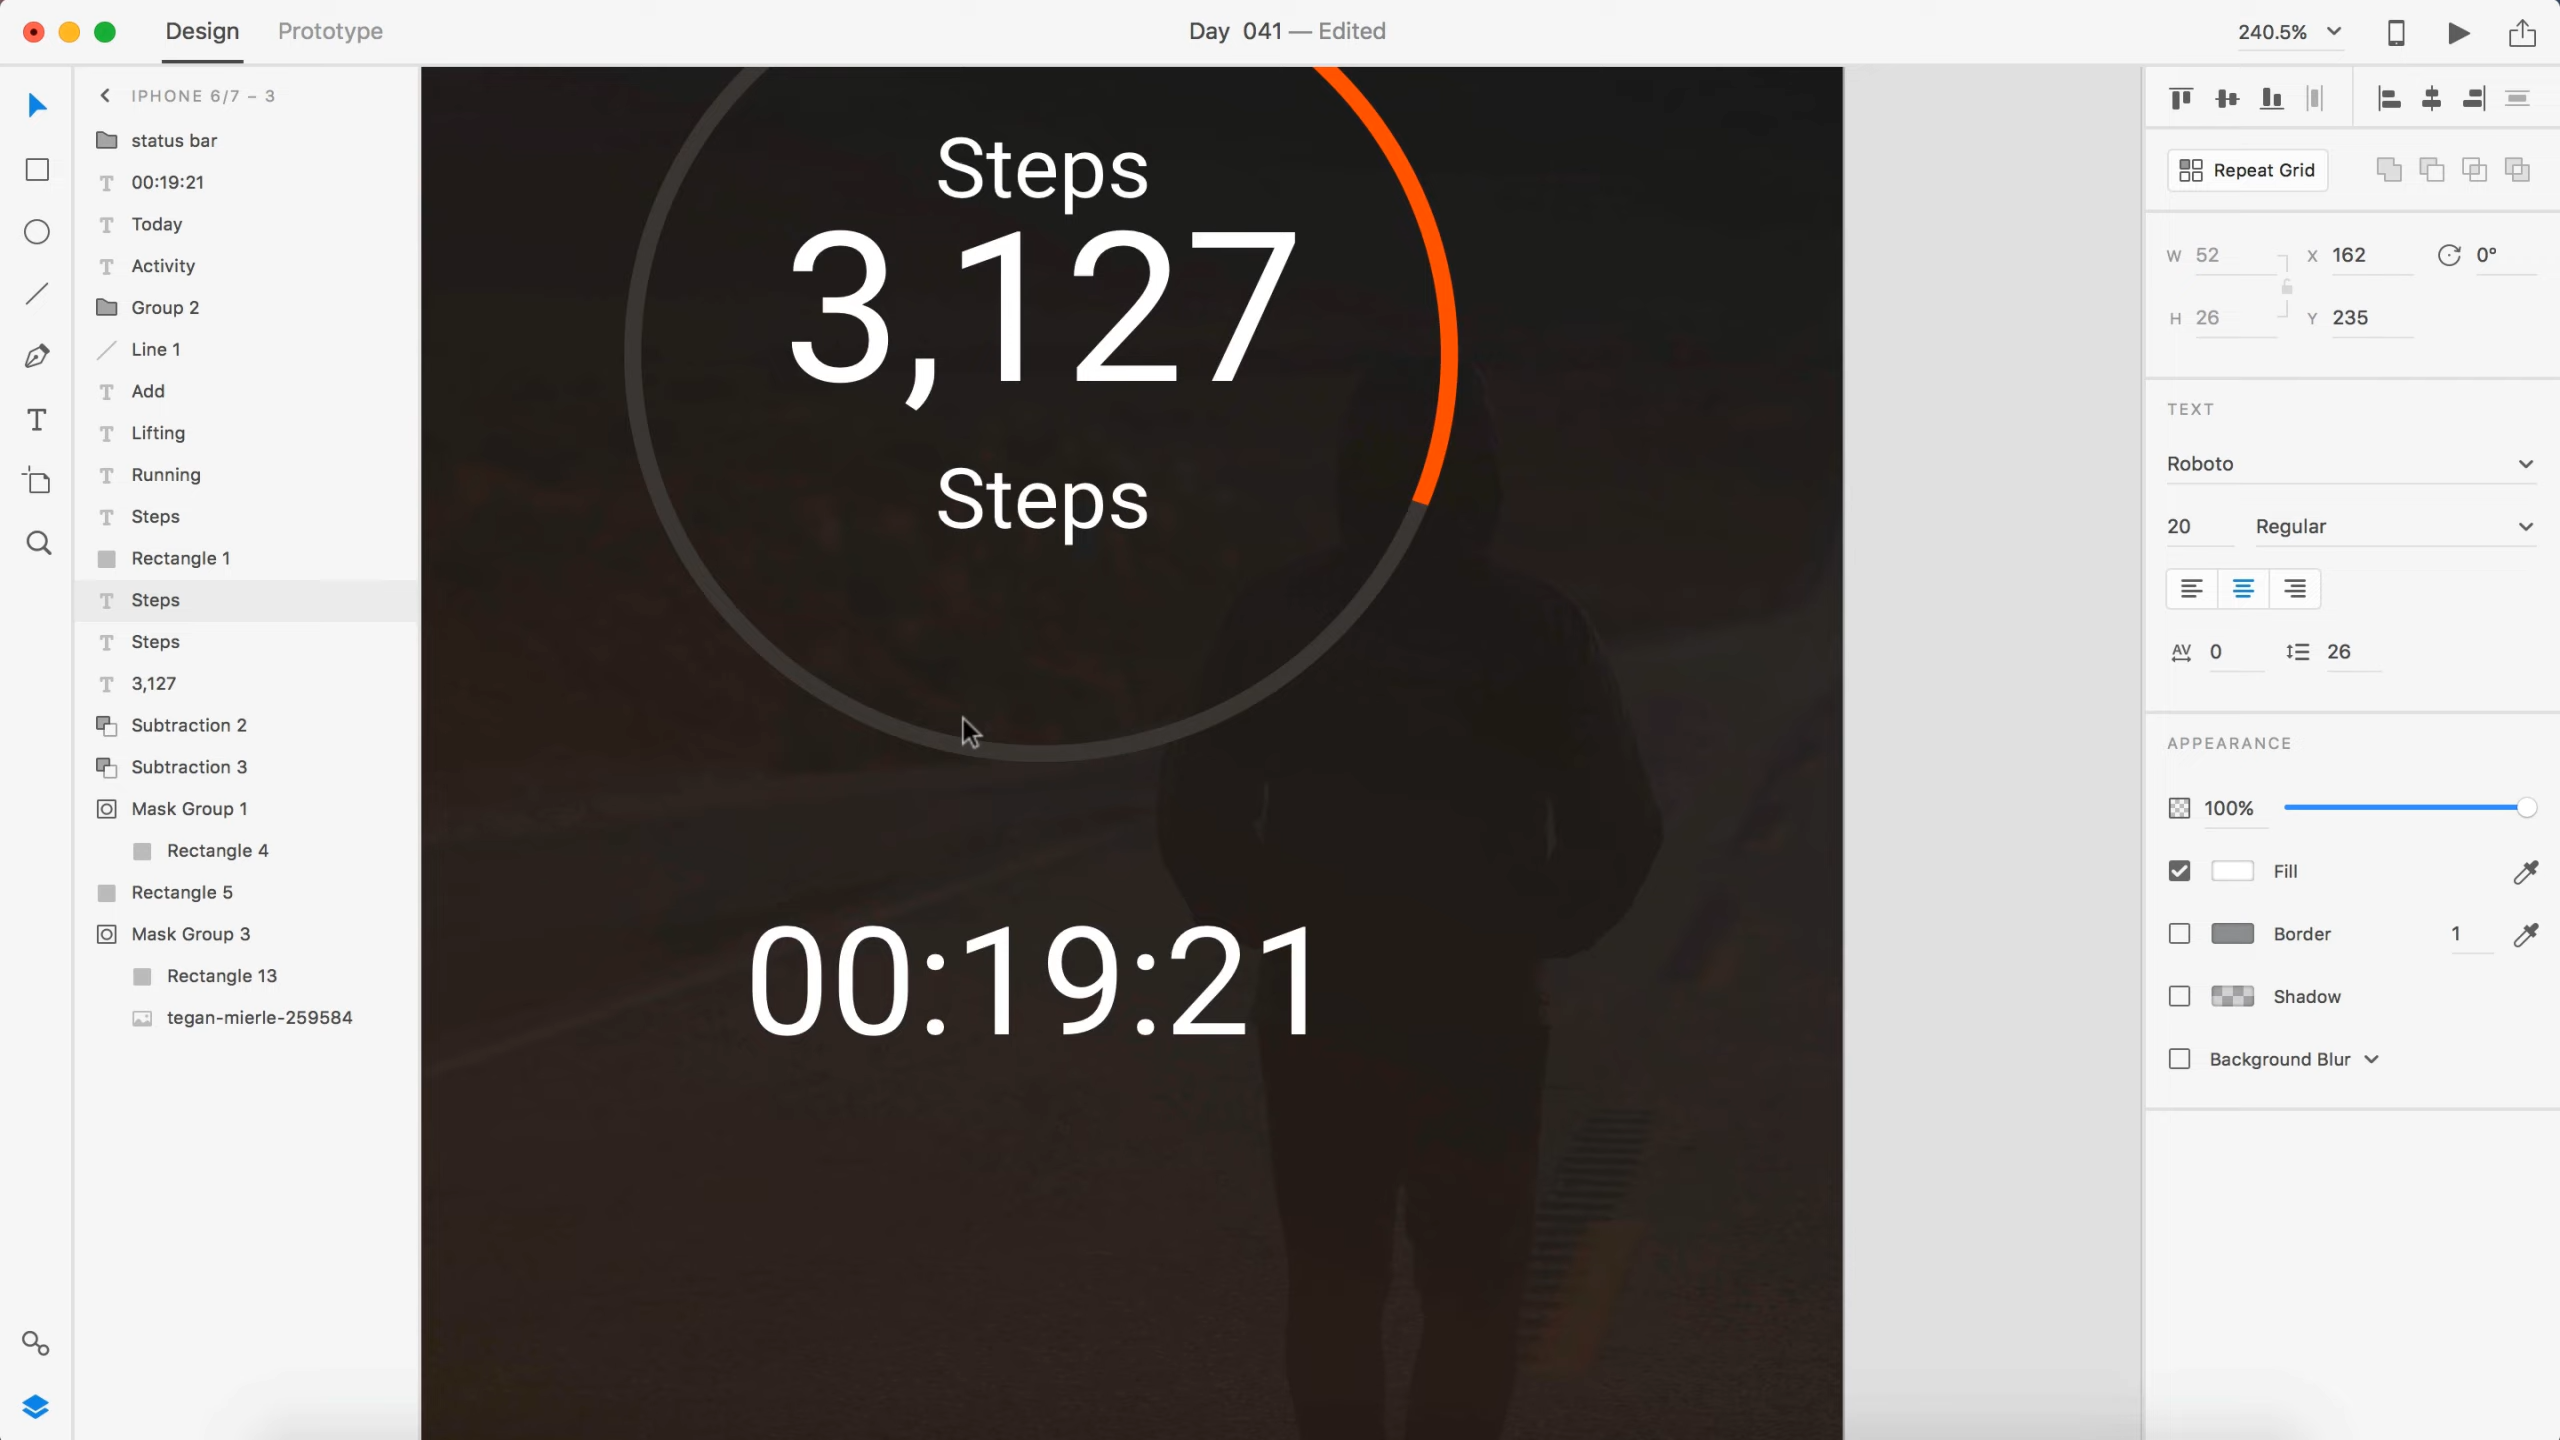 Design Prototype Day 041 — Edited 240.5%
IPHONE 6/7 – 3
status bar
00:19:21
Today
Activity
Group 2
Line 1
Add
Lifting
Running
Steps
Rectangle 1
Steps
Steps
3,127
Subtraction 2
Subtraction 3
Mask Group 1
Rectangle 4
Rectangle 5
Mask Group 3
Rectangle 13
tegan-mierle-259584
Steps
3,127
Steps
00:19:21
Repeat Grid
W 52 X 162 0°
H 26 Y 235
TEXT
Roboto
20 Regular
AV 0 26
APPEARANCE
100%
Fill
Border 1
Shadow
Background Blur